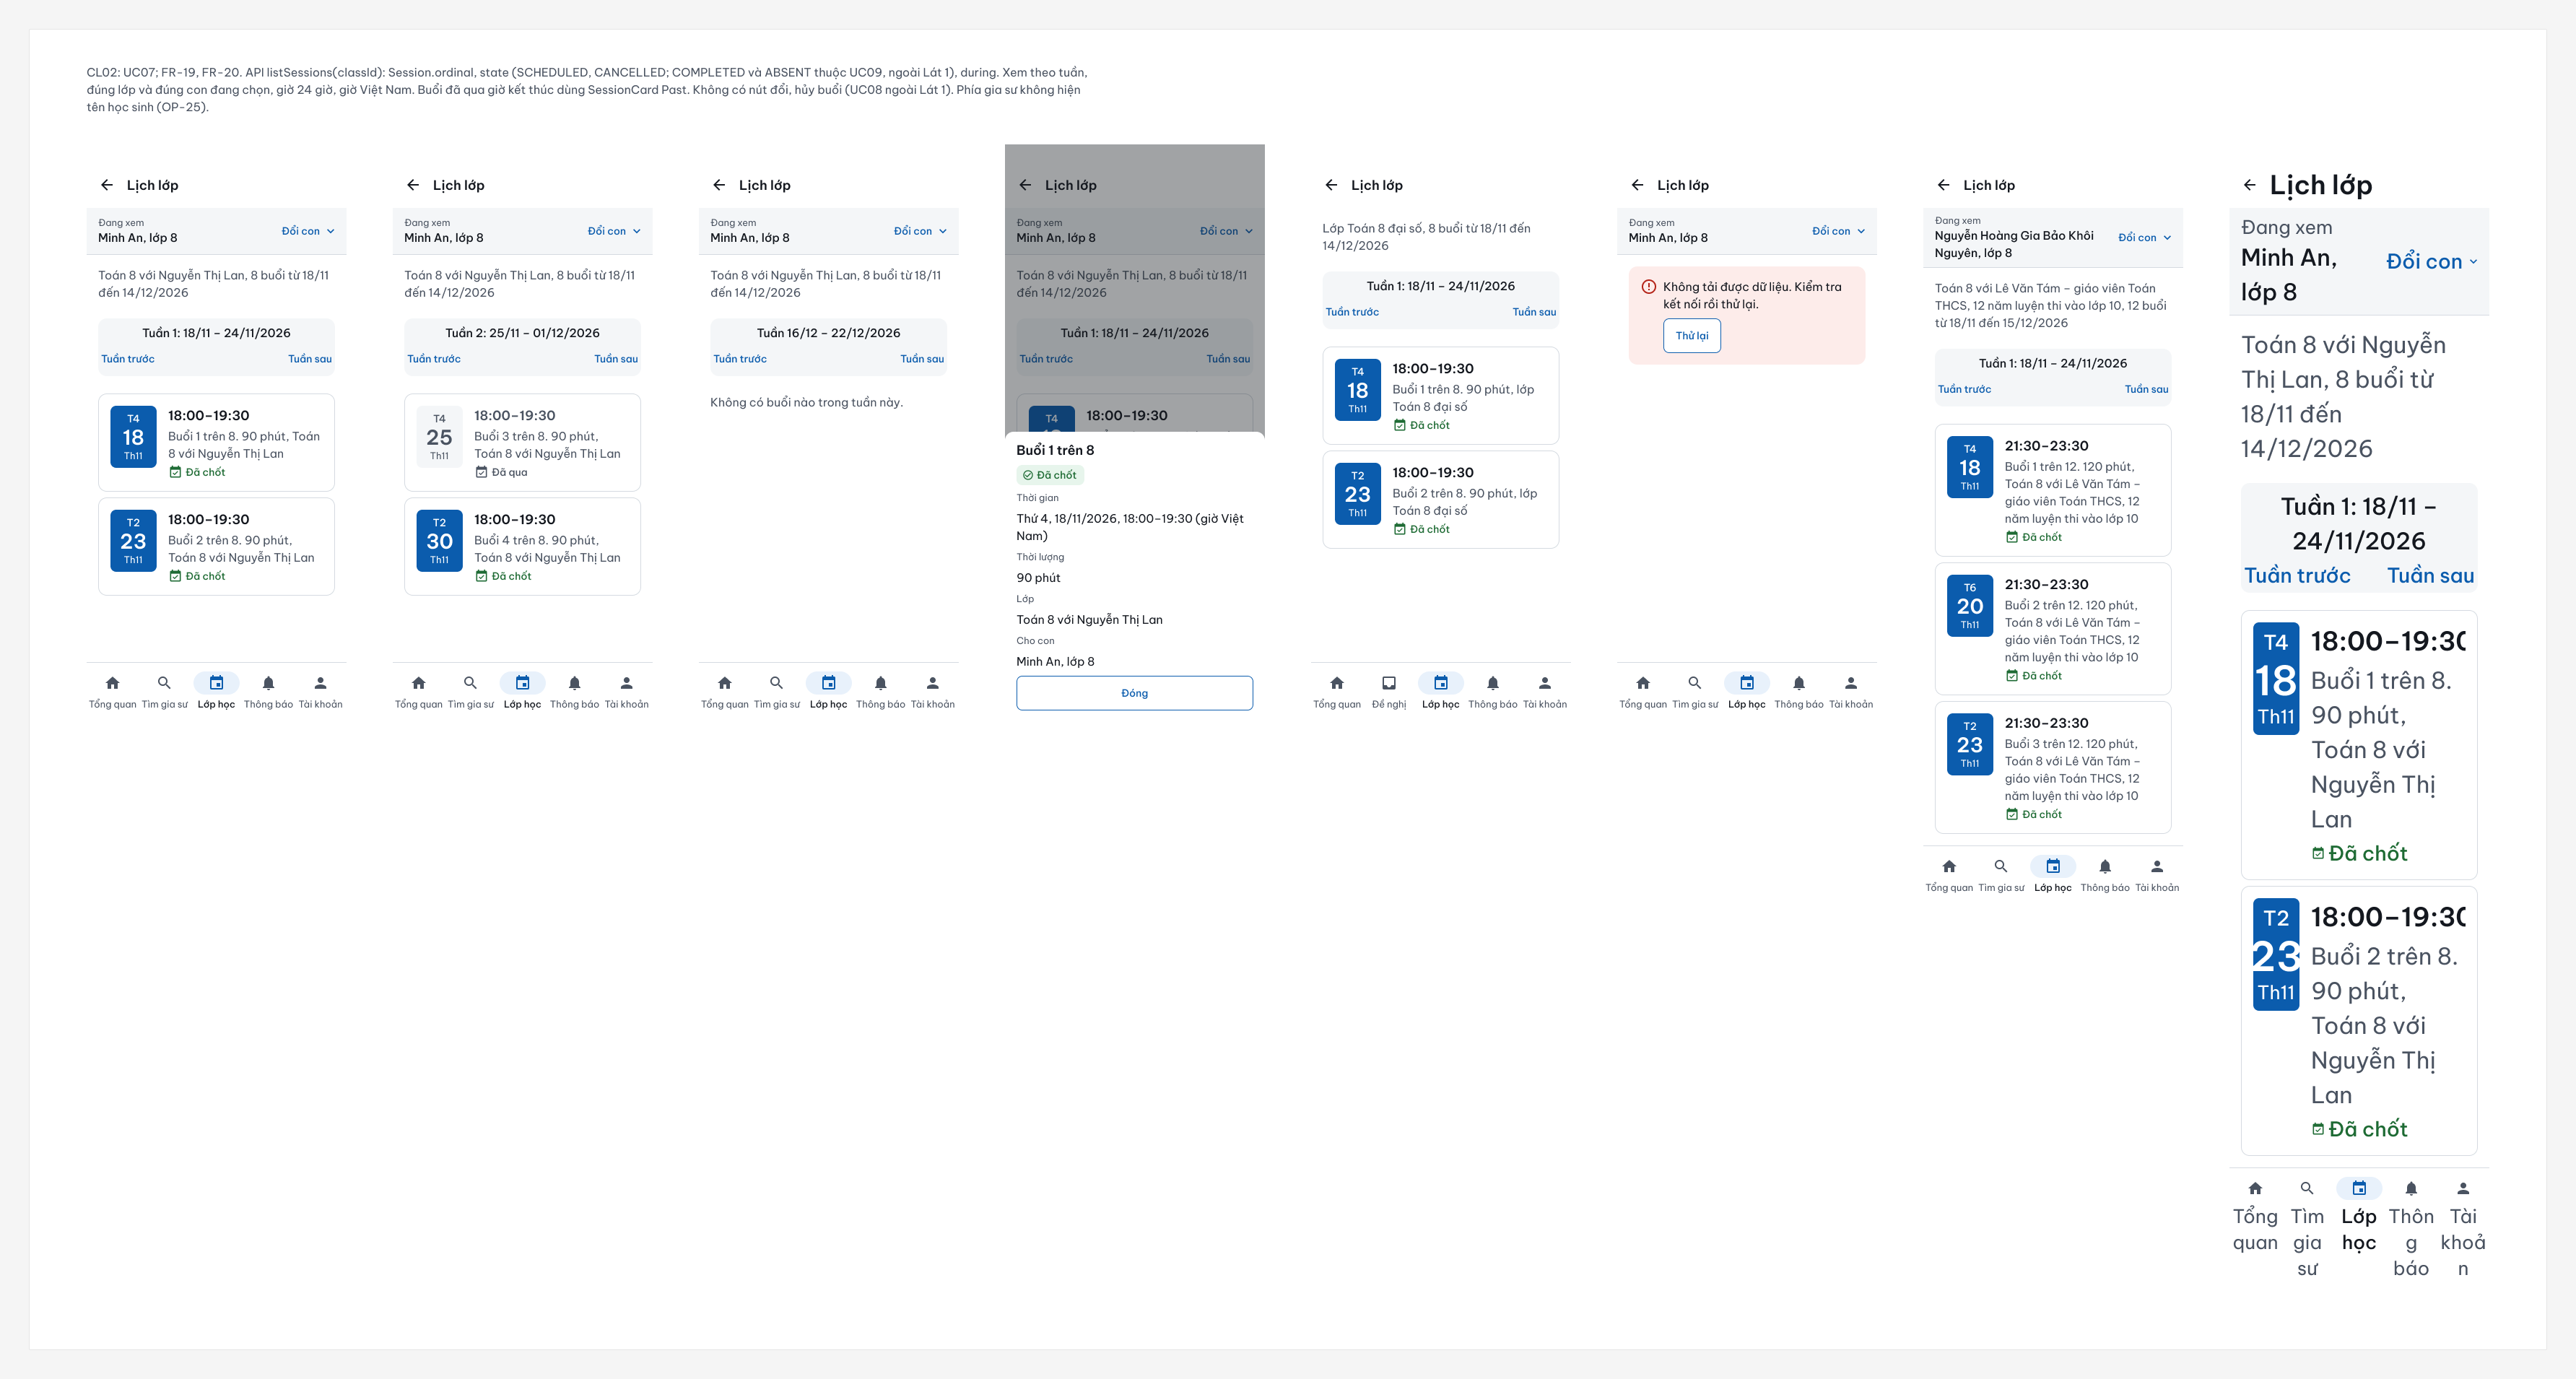 CL02: UC07; FR-19, FR-20. API listSessions(classId): Session.ordinal, state (SCHEDULED, CANCELLED; COMPLETED và ABSENT thuộc UC09, ngoài Lát 1), during. Xem theo tuần,
đúng lớp và đúng con đang chọn, giờ 24 giờ, giờ Việt Nam. Buổi đã qua giờ kết thúc dùng SessionCard Past. Không có nút đổi, hủy buổi (UC08 ngoài Lát 1). Phía gia sư không hiện
tên học sinh (OP-25).
Lịch lớp
Đang xem
Minh An, lớp 8
Đổi con
Toán 8 với Nguyễn Thị Lan, 8 buổi từ 18/11
đến 14/12/2026
Tuần 1: 18/11 – 24/11/2026
Tuần trước
Tuần sau
T4
18
Th11
18:00–19:30
Buổi 1 trên 8. 90 phút, Toán
8 với Nguyễn Thị Lan
Đã chốt
T2
23
Th11
18:00–19:30
Buổi 2 trên 8. 90 phút,
Toán 8 với Nguyễn Thị Lan
Đã chốt
Tổng quan
Tìm gia sư
Lớp học
Thông báo
Tài khoản
Lịch lớp
Đang xem
Minh An, lớp 8
Đổi con
Toán 8 với Nguyễn Thị Lan, 8 buổi từ 18/11
đến 14/12/2026
Tuần 2: 25/11 – 01/12/2026
Tuần trước
Tuần sau
T4
25
Th11
18:00–19:30
Buổi 3 trên 8. 90 phút,
Toán 8 với Nguyễn Thị Lan
Đã qua
T2
30
Th11
18:00–19:30
Buổi 4 trên 8. 90 phút,
Toán 8 với Nguyễn Thị Lan
Đã chốt
Tổng quan
Tìm gia sư
Lớp học
Thông báo
Tài khoản
Lịch lớp
Đang xem
Minh An, lớp 8
Đổi con
Toán 8 với Nguyễn Thị Lan, 8 buổi từ 18/11
đến 14/12/2026
Tuần 16/12 – 22/12/2026
Tuần trước
Tuần sau
Không có buổi nào trong tuần này.
Tổng quan
Tìm gia sư
Lớp học
Thông báo
Tài khoản
Lịch lớp
Đang xem
Minh An, lớp 8
Đổi con
Toán 8 với Nguyễn Thị Lan, 8 buổi từ 18/11
đến 14/12/2026
Tuần 1: 18/11 – 24/11/2026
Tuần trước
Tuần sau
T4
18:00–19:30
Buổi 1 trên 8
Đã chốt
Thời gian
Thứ 4, 18/11/2026, 18:00–19:30 (giờ Việt
Nam)
Thời lượng
90 phút
Lớp
Toán 8 với Nguyễn Thị Lan
Cho con
Minh An, lớp 8
Đóng
Lịch lớp
Lớp Toán 8 đại số, 8 buổi từ 18/11 đến
14/12/2026
Tuần 1: 18/11 – 24/11/2026
Tuần trước
Tuần sau
T4
18
Th11
18:00–19:30
Buổi 1 trên 8. 90 phút, lớp
Toán 8 đại số
Đã chốt
T2
23
Th11
18:00–19:30
Buổi 2 trên 8. 90 phút, lớp
Toán 8 đại số
Đã chốt
Tổng quan
Đề nghị
Lớp học
Thông báo
Tài khoản
Lịch lớp
Đang xem
Minh An, lớp 8
Đổi con
Không tải được dữ liệu. Kiểm tra
kết nối rồi thử lại.
Thử lại
Tổng quan
Tìm gia sư
Lớp học
Thông báo
Tài khoản
Lịch lớp
Đang xem
Nguyễn Hoàng Gia Bảo Khôi
Nguyên, lớp 8
Đổi con
Toán 8 với Lê Văn Tám – giáo viên Toán
THCS, 12 năm luyện thi vào lớp 10, 12 buổi
từ 18/11 đến 15/12/2026
Tuần 1: 18/11 – 24/11/2026
Tuần trước
Tuần sau
T4
18
Th11
21:30–23:30
Buổi 1 trên 12. 120 phút,
Toán 8 với Lê Văn Tám –
giáo viên Toán THCS, 12
năm luyện thi vào lớp 10
Đã chốt
T6
20
Th11
21:30–23:30
Buổi 2 trên 12. 120 phút,
Toán 8 với Lê Văn Tám –
giáo viên Toán THCS, 12
năm luyện thi vào lớp 10
Đã chốt
T2
23
Th11
21:30–23:30
Buổi 3 trên 12. 120 phút,
Toán 8 với Lê Văn Tám –
giáo viên Toán THCS, 12
năm luyện thi vào lớp 10
Đã chốt
Tổng quan
Tìm gia sư
Lớp học
Thông báo
Tài khoản
Lịch lớp
Đang xem
Minh An,
lớp 8
Đổi con
Toán 8 với Nguyễn
Thị Lan, 8 buổi từ
18/11 đến
14/12/2026
Tuần 1: 18/11 –
24/11/2026
Tuần trước
Tuần sau
T4
18
Th11
18:00–19:30
Buổi 1 trên 8.
90 phút,
Toán 8 với
Nguyễn Thị
Lan
Đã chốt
T2
23
Th11
18:00–19:30
Buổi 2 trên 8.
90 phút,
Toán 8 với
Nguyễn Thị
Lan
Đã chốt
Tổng
quan
Tìm
gia
sư
Lớp
học
Thôn
g
báo
Tài
khoả
n